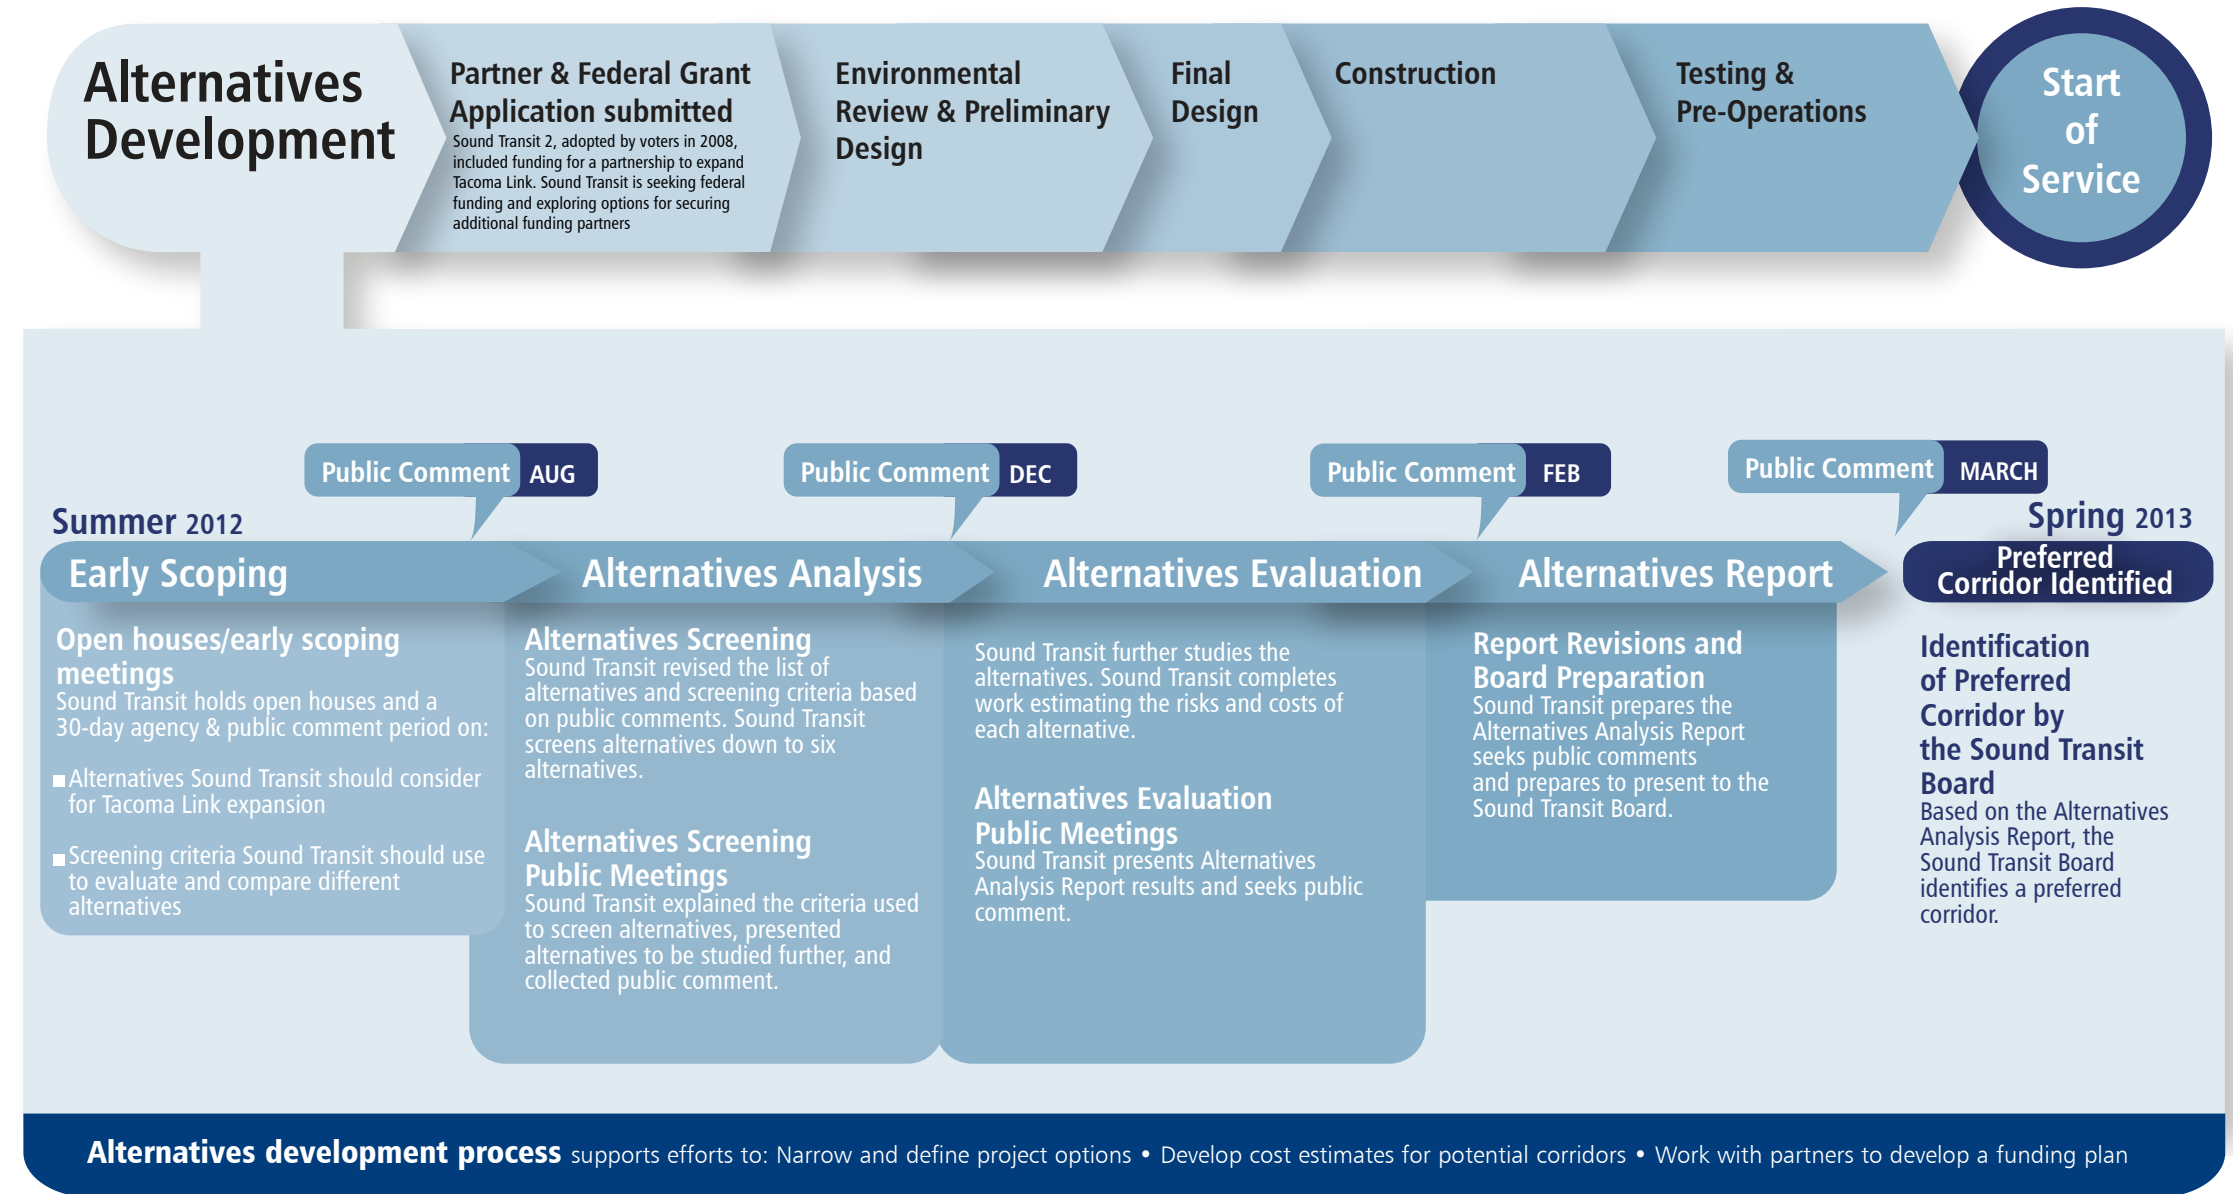 Alternatives
Development
Partner & Federal Grant
Application submitted
Sound Transit 2, adopted by voters in 2008,
included funding for a partnership to expand
Tacoma Link. Sound Transit is seeking federal
funding and exploring options for securing
additional funding partners
Environmental
Review & Preliminary
Design
Final
Design
Construction
Testing &
Pre-Operations
Start
of
Service
Public Comment AUG
Public Comment DEC
Public Comment FEB
Public Comment MARCH
Summer 2012
Spring 2013
Early Scoping
Open houses/early scoping
meetings
Sound Transit holds open houses and a
30-day agency & public comment period on:
Alternatives Sound Transit should consider
for Tacoma Link expansion
Screening criteria Sound Transit should use
to evaluate and compare different
alternatives
Alternatives Analysis
Alternatives Screening
Sound Transit revised the list of
alternatives and screening criteria based
on public comments. Sound Transit
screens alternatives down to six
alternatives.
Alternatives Screening
Public Meetings
Sound Transit explained the criteria used
to screen alternatives, presented
alternatives to be studied further, and
collected public comment.
Alternatives Evaluation
Sound Transit further studies the
alternatives. Sound Transit completes
work estimating the risks and costs of
each alternative.
Alternatives Evaluation
Public Meetings
Sound Transit presents Alternatives
Analysis Report results and seeks public
comment.
Alternatives Report
Report Revisions and
Board Preparation
Sound Transit prepares the
Alternatives Analysis Report
seeks public comments
and prepares to present to the
Sound Transit Board.
Preferred
Corridor Identified
Identification
of Preferred
Corridor by
the Sound Transit
Board
Based on the Alternatives
Analysis Report, the
Sound Transit Board
identifies a preferred
corridor.
Alternatives development process supports efforts to: Narrow and define project options • Develop cost estimates for potential corridors • Work with partners to develop a funding plan